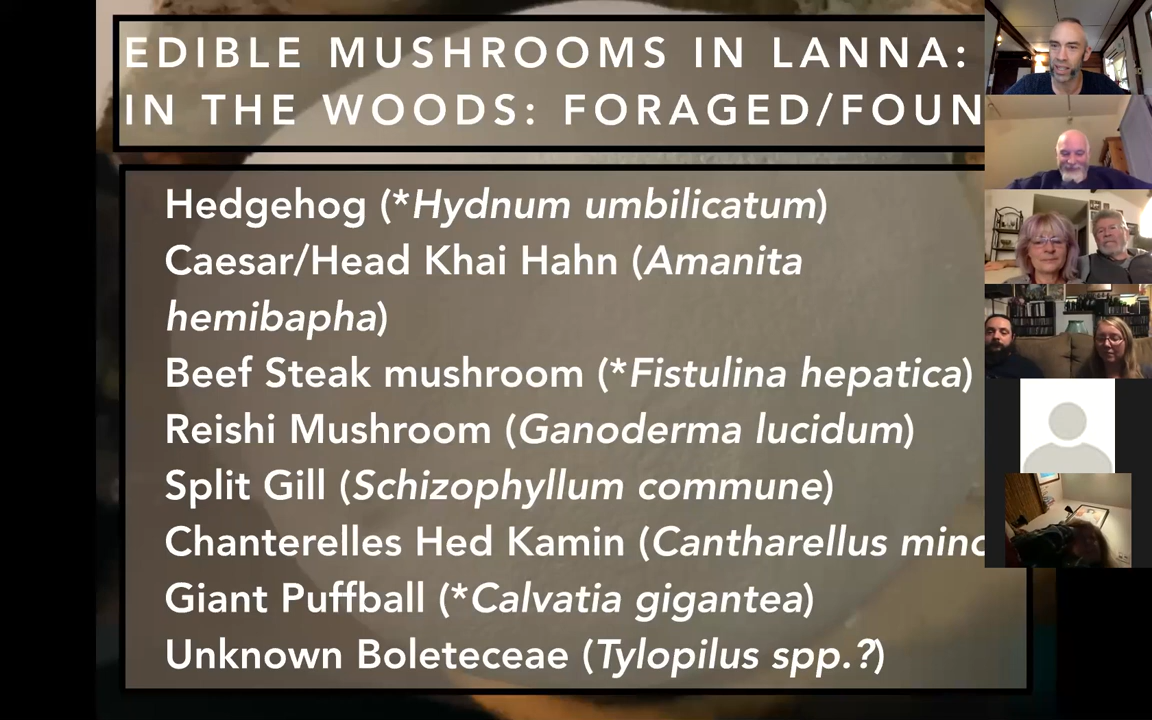 EDIBLE MUSHROOMS IN LANNA:
IN THE WOODS: FORAGED/FOUN
Hedgehog (*Hydnum umbilicatum)
Caesar/Head Khai Hahn (Amanita
hemibapha)
Beef Steak mushroom (*Fistulina hepatica)
Reishi Mushroom (Ganoderma lucidum)
Split Gill (Schizophyllum commune)
Chanterelles Hed Kamin (Cantharellus mino
Giant Puffball (*Calvatia gigantea)
Unknown Boleteceae (Tylopilus spp.?)